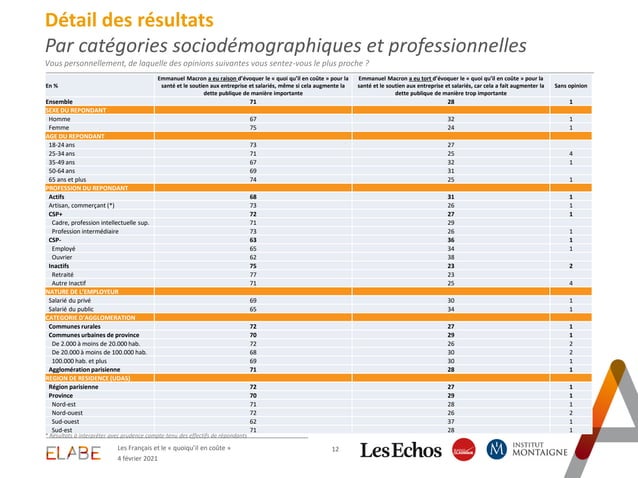 Détail des résultats
Par catégories sociodémographiques et professionnelles
Vous personnellement, de laquelle des opinions suivantes vous sentez-vous le plus proche ?
En % Emmanuel Macron a eu raison d'évoquer le « quoi qu'il en coûte » pour la santé et le soutien aux entreprise et salariés, même si cela augmente la dette publique de manière importante Emmanuel Macron a eu tort d'évoquer le « quoi qu'il en coûte » pour la santé et le soutien aux entreprise et salariés, car cela a fait augmenter la dette publique de manière trop importante Sans opinion
Ensemble 71 28 1
SEXE DU REPONDANT
Homme 67 32 1
Femme 75 24 1
AGE DU REPONDANT
18-24 ans 73 27
25-34 ans 71 25 4
35-49 ans 67 32 1
50-64 ans 69 31
65 ans et plus 74 25 1
PROFESSION DU REPONDANT
Actifs 68 31 1
Artisan, commerçant (*) 73 26 1
CSP+ 72 27 1
Cadre, profession intellectuelle sup. 71 29
Profession intermédiaire 73 26 1
CSP- 63 36 1
Employé 65 34 1
Ouvrier 62 38
Inactifs 75 23 2
Retraité 77 23
Autre Inactif 71 25 4
NATURE DE L'EMPLOYEUR
Salarié du privé 69 30 1
Salarié du public 65 34 1
CATEGORIE D'AGGLOMERATION
Communes rurales 72 27 1
Communes urbaines de province 70 29 1
De 2.000 à moins de 20.000 hab. 72 26 2
De 20.000 à moins de 100.000 hab. 68 30 2
100.000 hab. et plus 69 30 1
Agglomération parisienne 71 28 1
REGION DE RESIDENCE (UDA5)
Région parisienne 72 27 1
Province 70 29 1
Nord-est 71 28 1
Nord-ouest 72 26 2
Sud-ouest 62 37 1
Sud-est 71 28 1
* Résultats à interpréter avec prudence compte tenu des effectifs de répondants
ELABE
Les Français et le « quoiqu'il en coûte »
4 février 2021
12
Les Echos
RADIO CLASSIQUE
INSTITUT MONTAIGNE